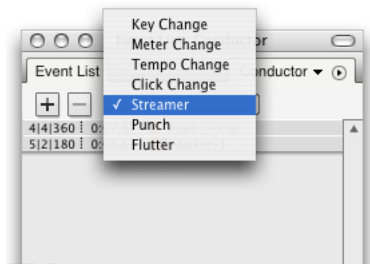 Key Change
Meter Change
Tempo Change
Click Change
✓ Streamer
Punch
Flutter
Event List
Conductor
4|4|360
5|2|180